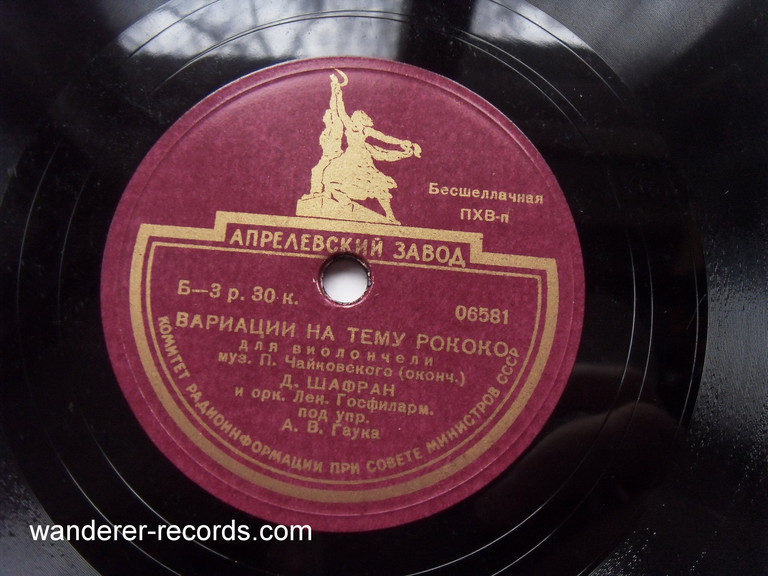 Бесшеллачная
ПХВ-п
АПРЕЛЕВСКИЙ ЗАВОД
Б—3 р. 30 к.
06581
ВАРИАЦИИ НА ТЕМУ РОКОКО
для виолончели
муз. П. Чайковского (оконч.)
Д. ШАФРАН
и орк. Лен. Госфиларм.
под упр.
А. В. Гаука
КОМИТЕТ РАДИОИНФОРМАЦИИ ПРИ СОВЕТЕ МИНИСТРОВ СССР
wanderer-records.com